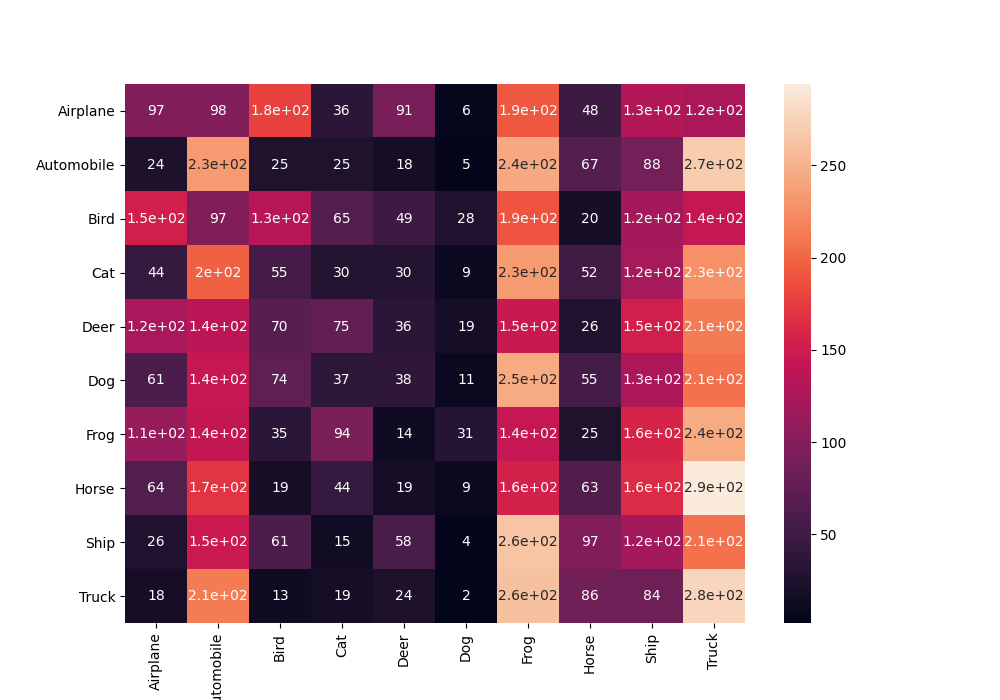 Airplane 97 98 1.8e+02 36 91 6 1.9e+02 48 1.3e+02 1.2e+02
Automobile 24 2.3e+02 25 25 18 5 2.4e+02 67 88 2.7e+02
Bird 1.5e+02 97 1.3e+02 65 49 28 1.9e+02 20 1.2e+02 1.4e+02
Cat 44 2e+02 55 30 30 9 2.3e+02 52 1.2e+02 2.3e+02
Deer 1.2e+02 1.4e+02 70 75 36 19 1.5e+02 26 1.5e+02 2.1e+02
Dog 61 1.4e+02 74 37 38 11 2.5e+02 55 1.3e+02 2.1e+02
Frog 1.1e+02 1.4e+02 35 94 14 31 1.4e+02 25 1.6e+02 2.4e+02
Horse 64 1.7e+02 19 44 19 9 1.6e+02 63 1.6e+02 2.9e+02
Ship 26 1.5e+02 61 15 58 4 2.6e+02 97 1.2e+02 2.1e+02
Truck 18 2.1e+02 13 19 24 2 2.6e+02 86 84 2.8e+02
Airplane utomobile Bird Cat Deer Dog Frog Horse Ship Truck
250
200
150
100
50